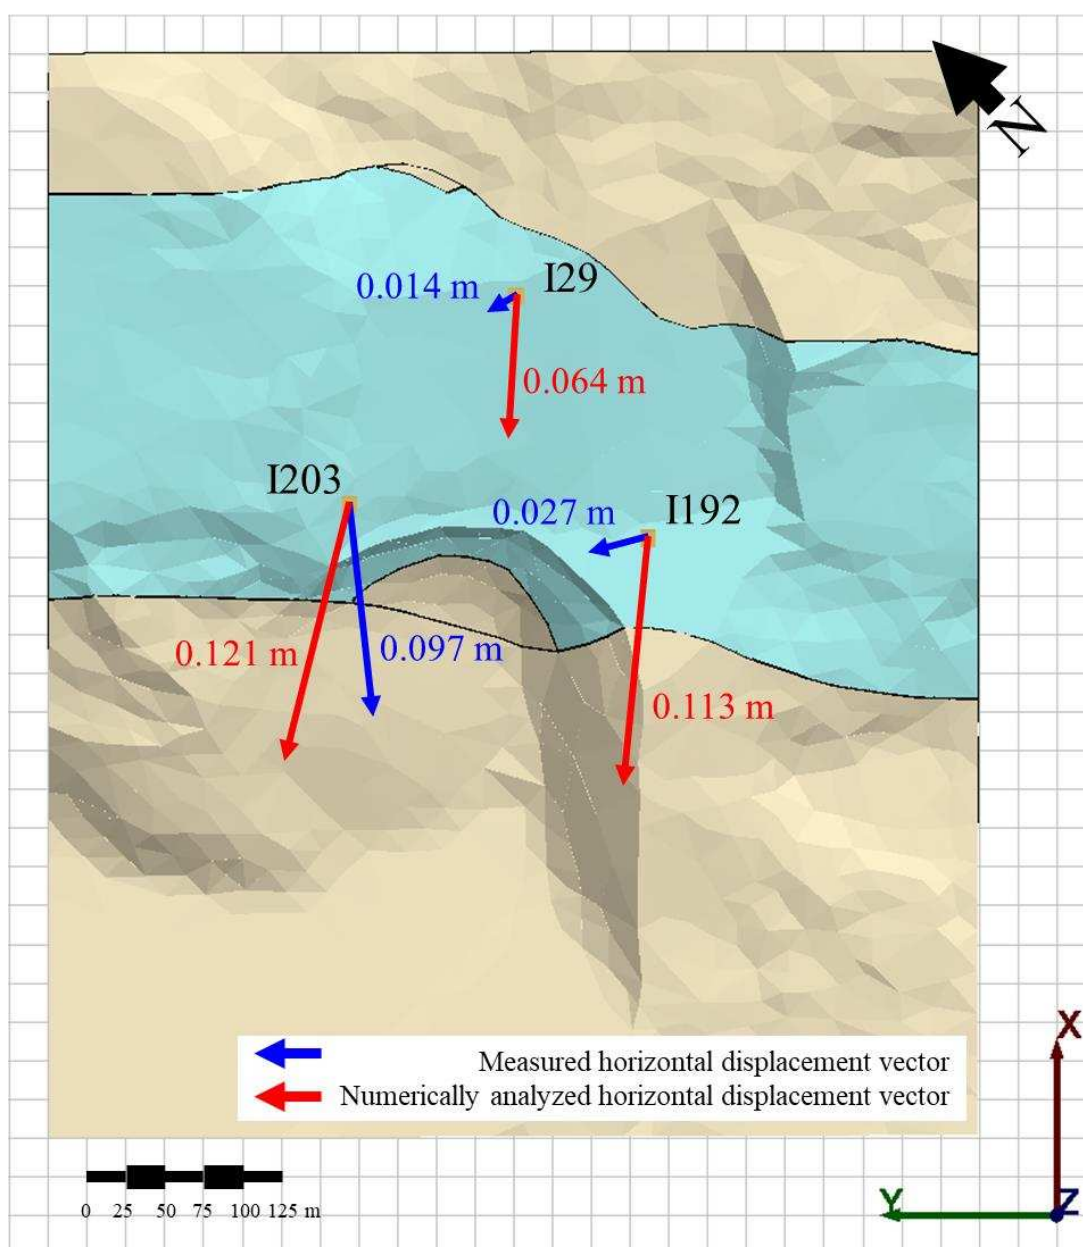 N
I29
0.014 m
0.064 m
I203
0.027 m
I192
0.121 m
0.097 m
0.113 m
Measured horizontal displacement vector
Numerically analyzed horizontal displacement vector
X
Y
Z
0 25 50 75 100 125 m